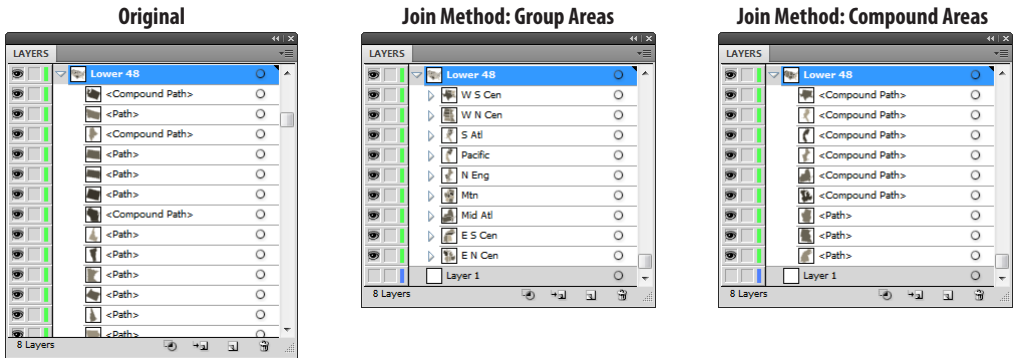 Original
LAYERS
Lower 48
<Compound Path>
<Path>
<Compound Path>
<Path>
<Path>
<Path>
<Compound Path>
<Path>
<Path>
<Path>
<Path>
<Path>
<Path>
8 Layers
Join Method: Group Areas
LAYERS
Lower 48
W S Cen
W N Cen
S Atl
Pacific
N Eng
Mtn
Mid Atl
E S Cen
E N Cen
Layer 1
8 Layers
Join Method: Compound Areas
LAYERS
Lower 48
<Compound Path>
<Compound Path>
<Compound Path>
<Compound Path>
<Compound Path>
<Compound Path>
<Path>
<Path>
<Path>
Layer 1
8 Layers